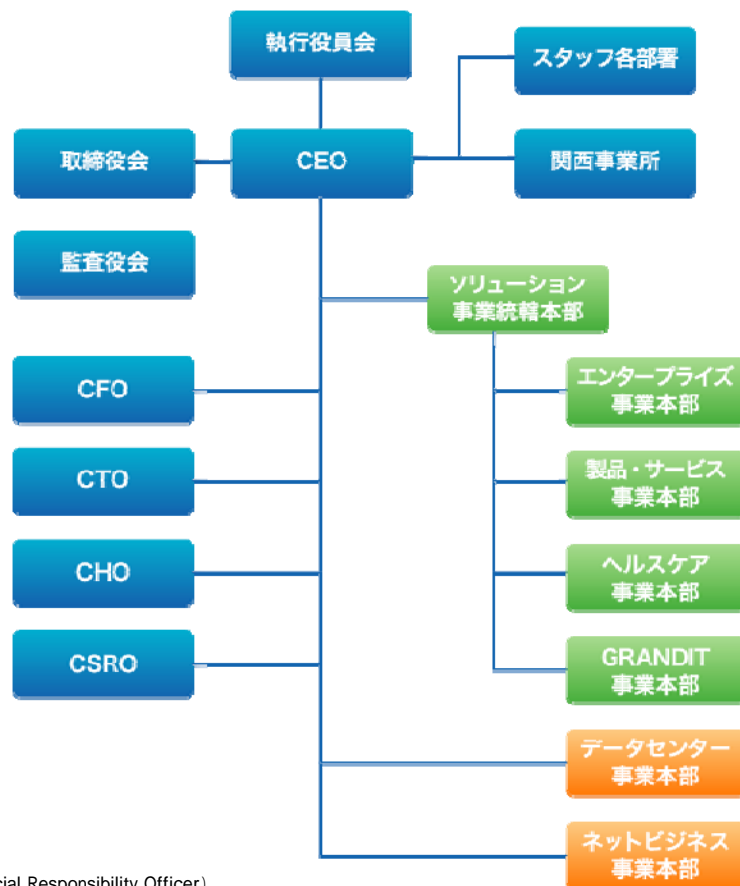 執行役員会
スタッフ各部署
取締役会
CEO
関西事業所
監査役会
ソリューション
事業統轄本部
CFO
エンタープライズ
事業本部
CTO
製品・サービス
事業本部
CHO
ヘルスケア
事業本部
CSRO
GRANDIT
事業本部
データセンター
事業本部
ネットビジネス
事業本部
cial Responsibility Officer)